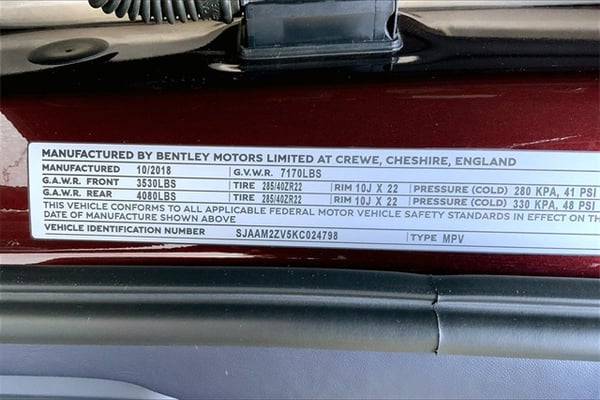 MANUFACTURED BY BENTLEY MOTORS LIMITED AT CREWE, CHESHIRE, ENGLAND
MANUFACTURED 10/2018 G.V.W.R. 7170LBS
G.A.W.R. FRONT 3530LBS TIRE 285/40ZR22 RIM 10J X 22 PRESSURE (COLD) 280 KPA, 41 PSI
G.A.W.R. REAR 4080LBS TIRE 285/40ZR22 RIM 10J X 22 PRESSURE (COLD) 330 KPA, 48 PSI
THIS VEHICLE CONFORMS TO ALL APPLICABLE FEDERAL MOTOR VEHICLE SAFETY STANDARDS IN EFFECT ON THE
DATE OF MANUFACTURE SHOWN ABOVE
VEHICLE IDENTIFICATION NUMBER SJAAM2ZV5KC024798 TYPE MPV